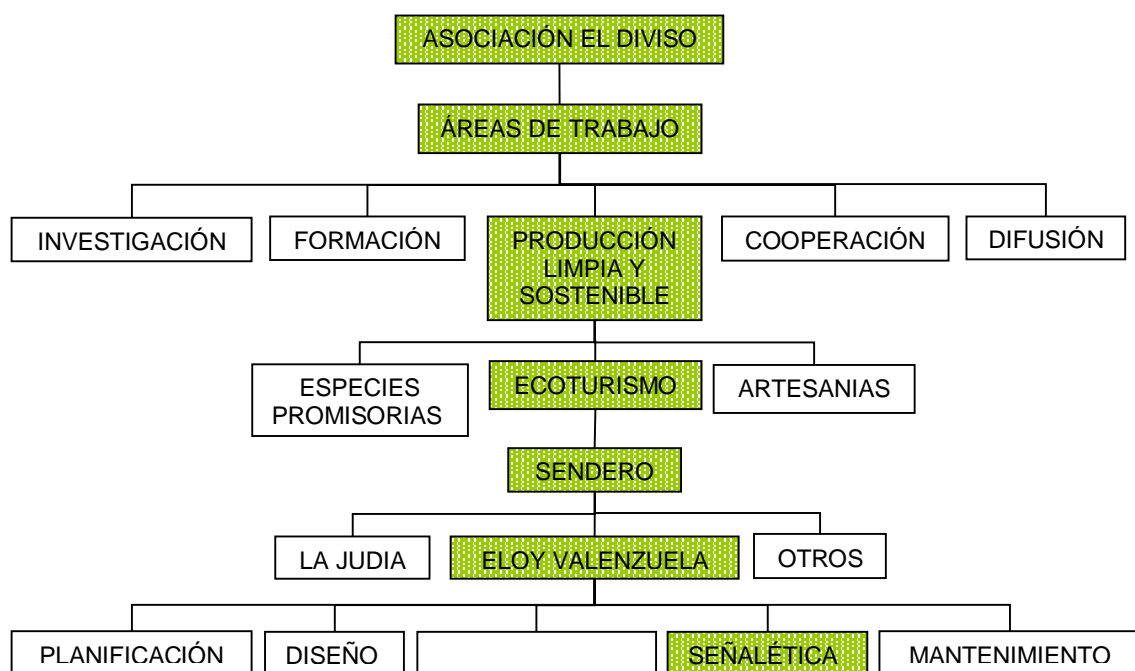 ASOCIACIÓN EL DIVISO
ÁREAS DE TRABAJO
INVESTIGACIÓN
FORMACIÓN
PRODUCCIÓN
LIMPIA Y
SOSTENIBLE
COOPERACIÓN
DIFUSIÓN
ESPECIES
PROMISORIAS
ECOTURISMO
ARTESANIAS
SENDERO
LA JUDIA
ELOY VALENZUELA
OTROS
PLANIFICACIÓN
DISEÑO
SEÑALÉTICA
MANTENIMIENTO